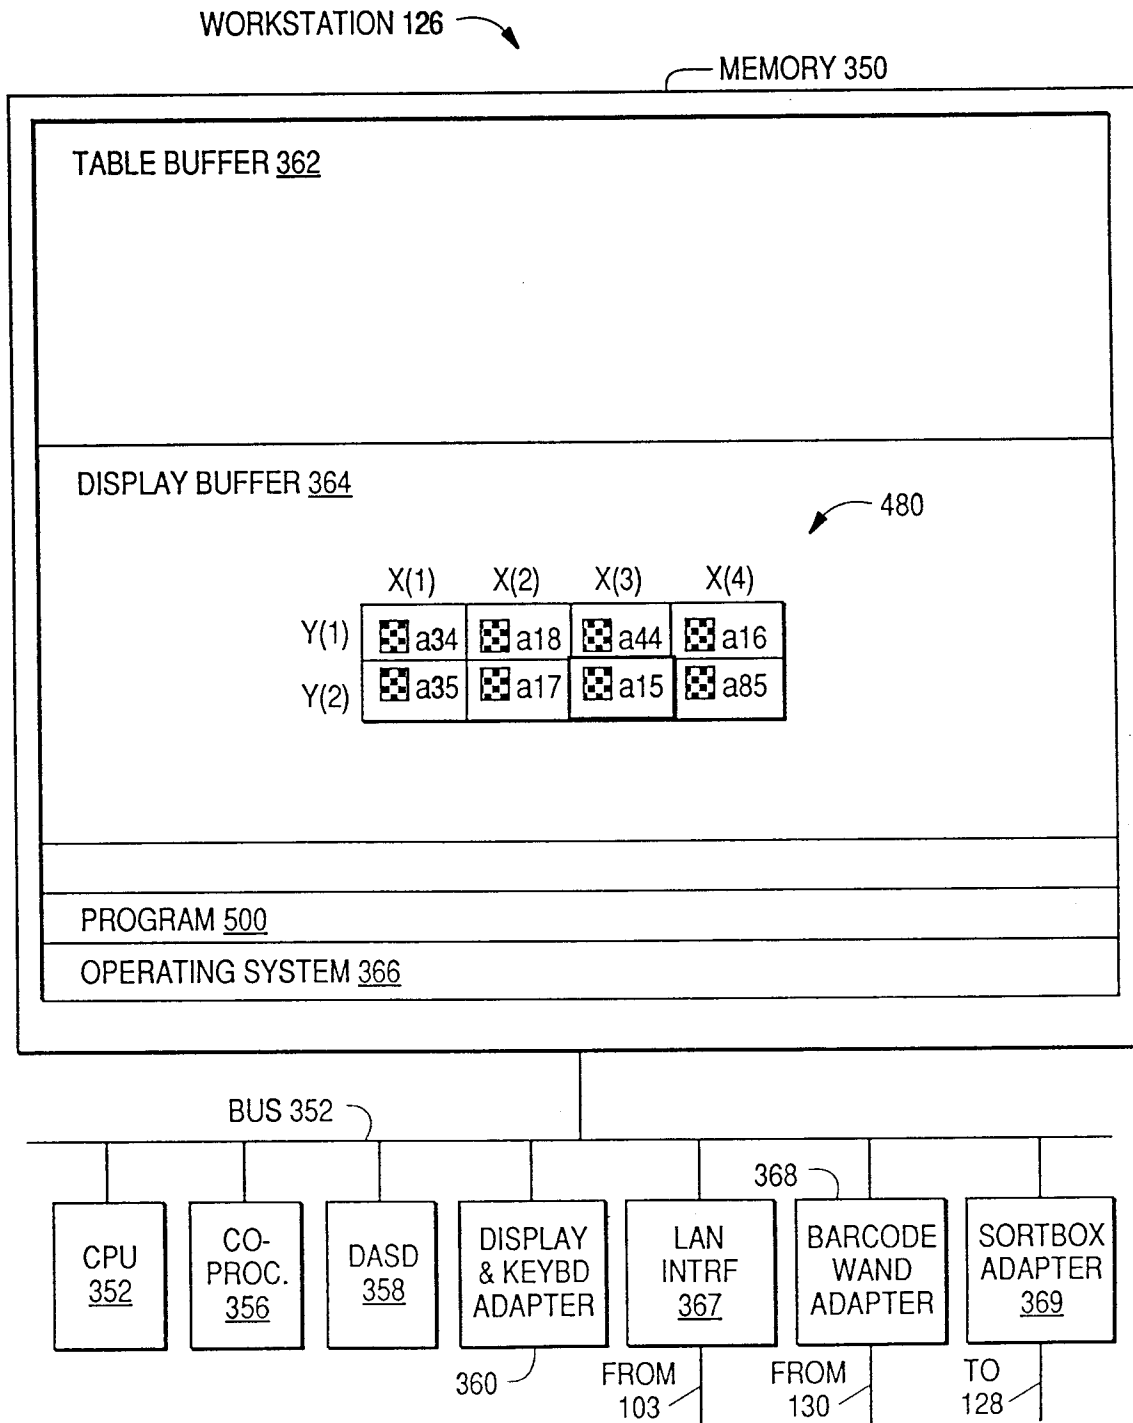 WORKSTATION 126
MEMORY 350
TABLE BUFFER 362
DISPLAY BUFFER 364
480
X(1) X(2) X(3) X(4)
Y(1) a34 a18 a44 a16
Y(2) a35 a17 a15 a85
PROGRAM 500
OPERATING SYSTEM 366
BUS 352
368
CPU
352
CO-
PROC.
356
DASD
358
DISPLAY
& KEYBD
ADAPTER
360
LAN
INTRF
367
BARCODE
WAND
ADAPTER
SORTBOX
ADAPTER
369
FROM
103
FROM
130
TO
128